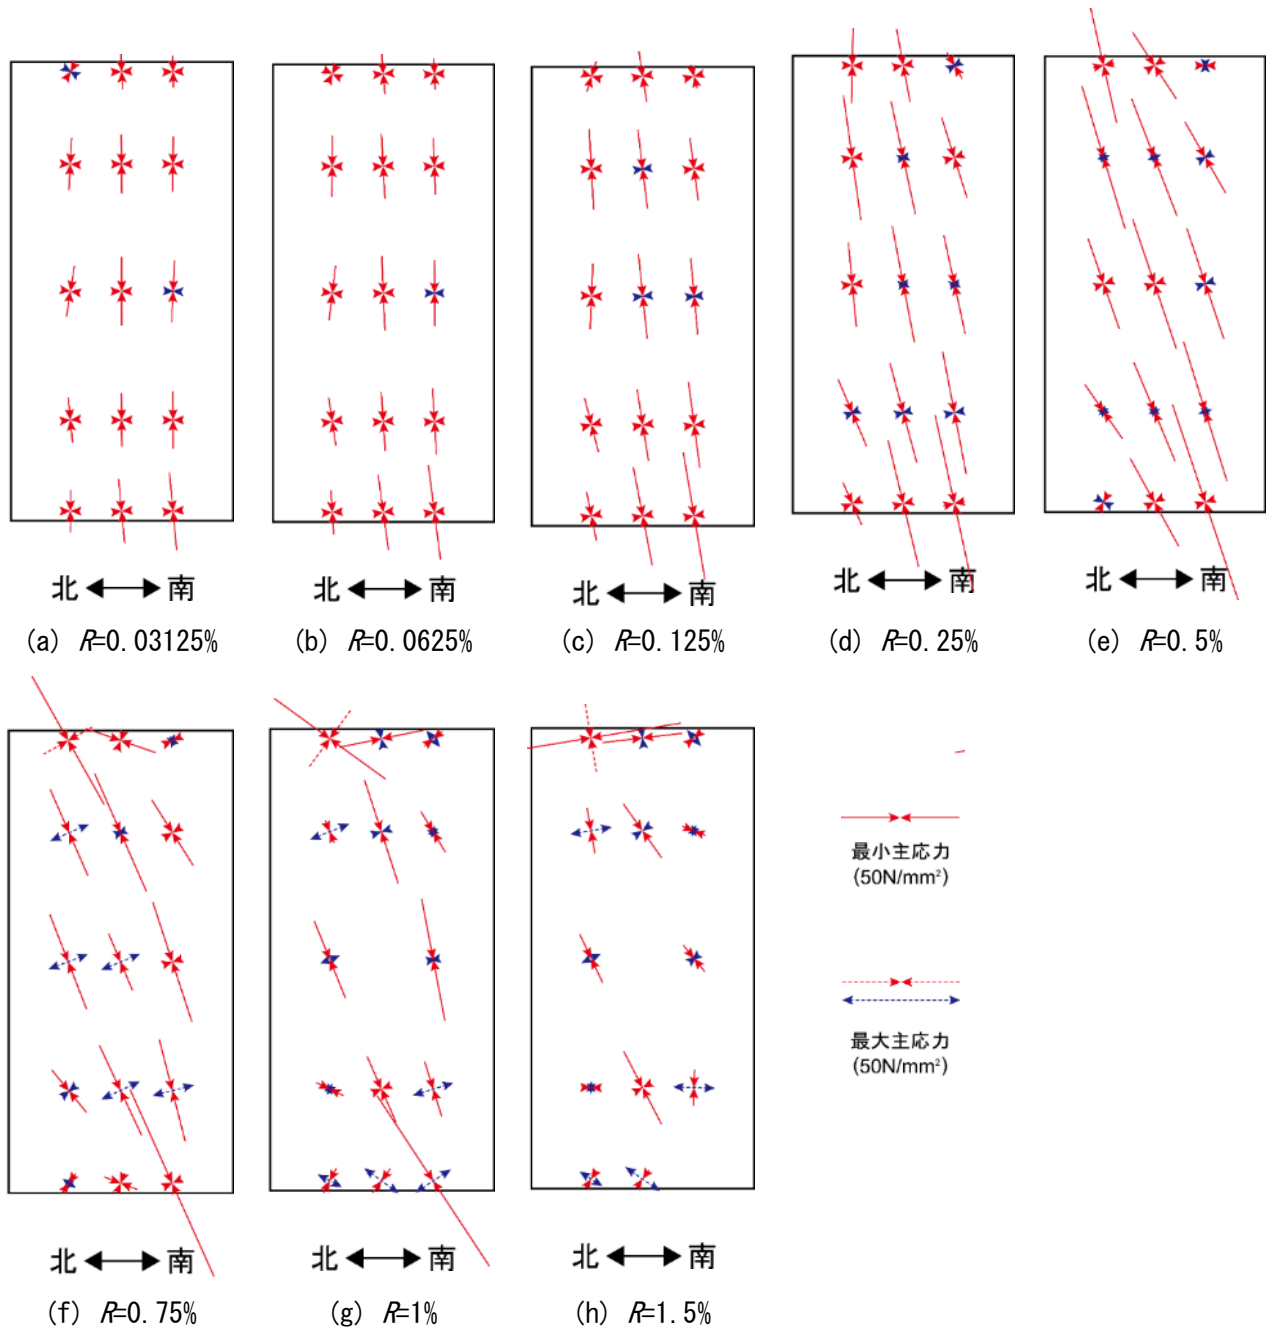 北 南
北 南
北 南
北 南
北 南
(a) R=0.03125%
(b) R=0.0625%
(c) R=0.125%
(d) R=0.25%
(e) R=0.5%
最小主応力
(50N/mm²)
最大主応力
(50N/mm²)
北 南
北 南
北 南
(f) R=0.75%
(g) R=1%
(h) R=1.5%